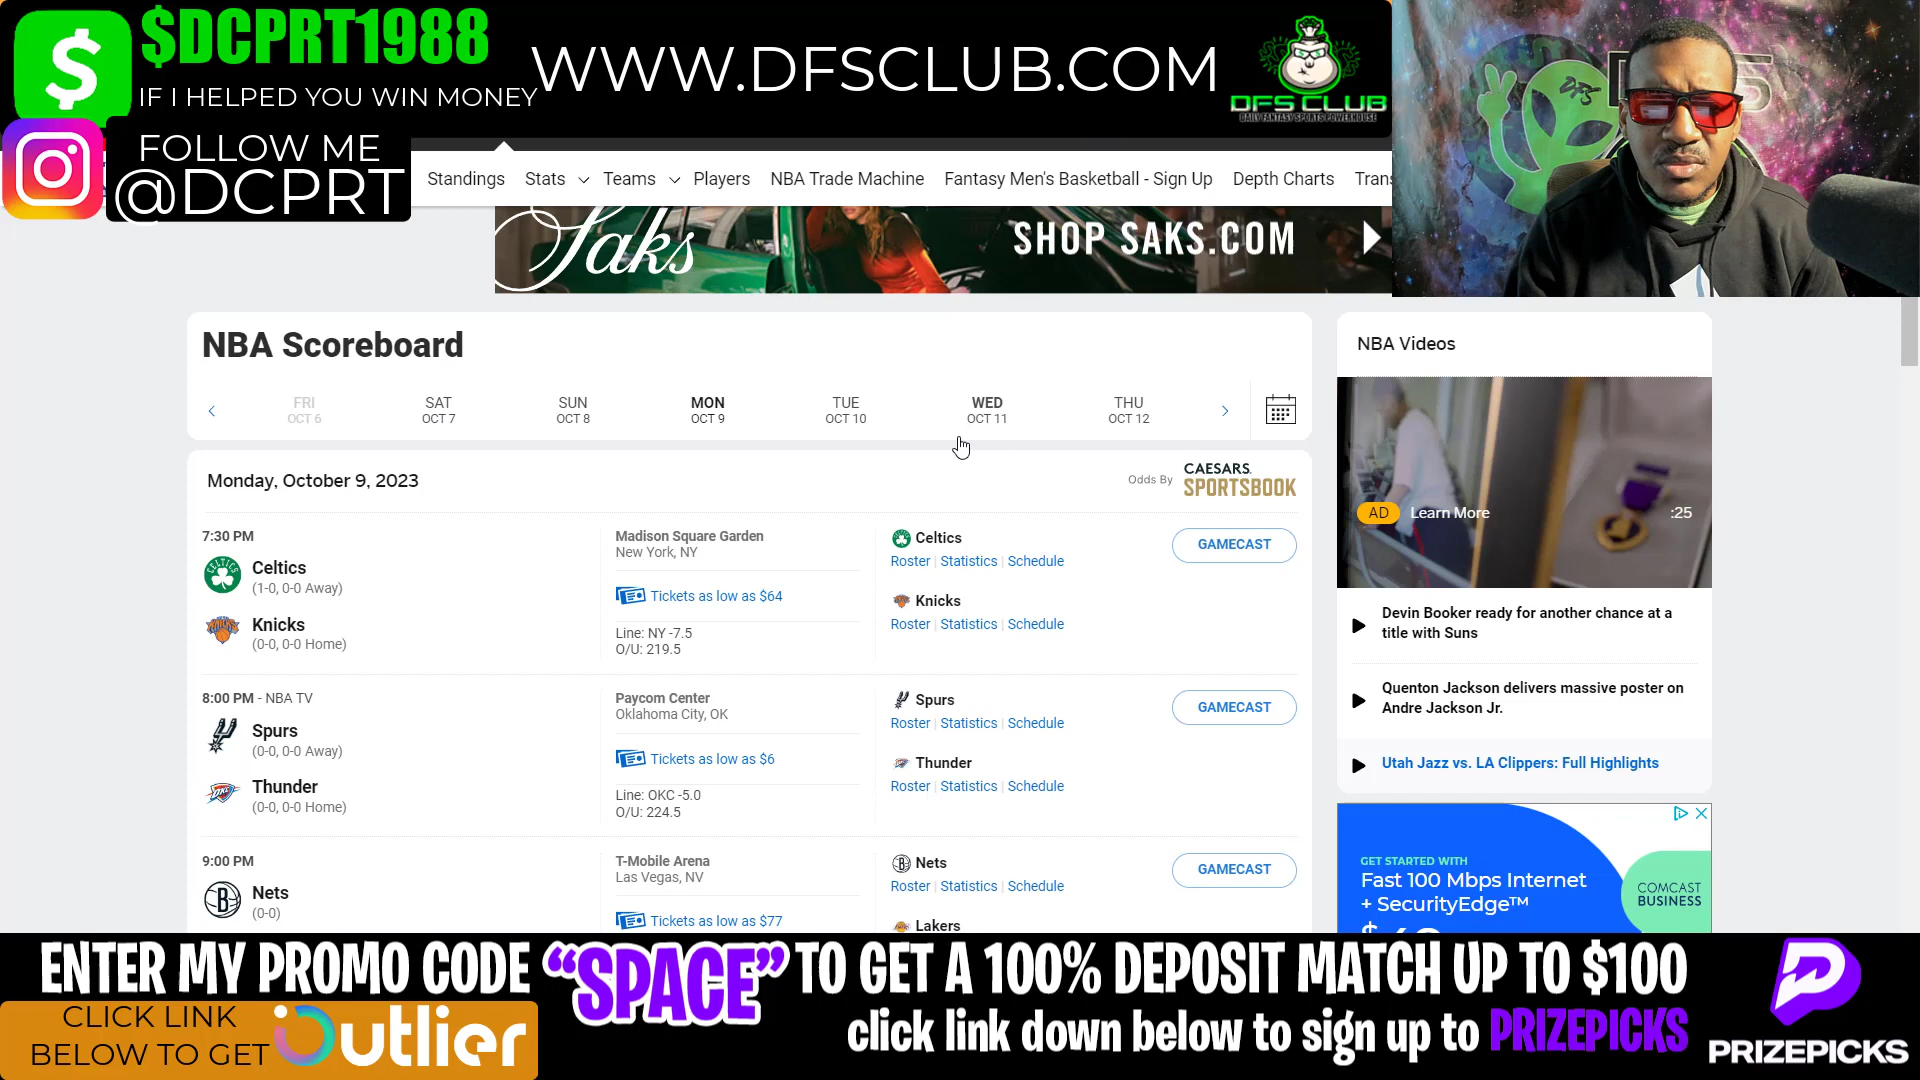 $DCPRT1988
IF I HELPED YOU WIN MONEY
WWW.DFSCLUB.COM
DFS CLUB
DAILY FANTASY SPORTS POWERHOUSE
FOLLOW ME
@DCPRT
Standings Stats Teams Players NBA Trade Machine Fantasy Men's Basketball - Sign Up Depth Charts Trans
Saks
SHOP SAKS.COM
NBA Scoreboard
FRI OCT 6
SAT OCT 7
SUN OCT 8
MON OCT 9
TUE OCT 10
WED OCT 11
THU OCT 12
Monday, October 9, 2023
Odds By
CAESARS
SPORTSBOOK
7:30 PM
Celtics
(1-0, 0-0 Away)
Knicks
(0-0, 0-0 Home)
Madison Square Garden
New York, NY
Tickets as low as $64
Line: NY -7.5
O/U: 219.5
Celtics
Roster | Statistics | Schedule
Knicks
Roster | Statistics | Schedule
GAMECAST
8:00 PM - NBA TV
Spurs
(0-0, 0-0 Away)
Thunder
(0-0, 0-0 Home)
Paycom Center
Oklahoma City, OK
Tickets as low as $6
Line: OKC -5.0
O/U: 224.5
Spurs
Roster | Statistics | Schedule
Thunder
Roster | Statistics | Schedule
GAMECAST
9:00 PM
Nets
(0-0)
T-Mobile Arena
Las Vegas, NV
Tickets as low as $77
Nets
Roster | Statistics | Schedule
Lakers
GAMECAST
NBA Videos
AD Learn More :25
Devin Booker ready for another chance at a
title with Suns
Quenton Jackson delivers massive poster on
Andre Jackson Jr.
Utah Jazz vs. LA Clippers: Full Highlights
GET STARTED WITH
Fast 100 Mbps Internet
+ SecurityEdge™
COMCAST
BUSINESS
ENTER MY PROMO CODE "SPACE" TO GET A 100% DEPOSIT MATCH UP TO $100
click link down below to sign up to PRIZEPICKS
CLICK LINK
BELOW TO GET
Outlier
PRIZEPICKS